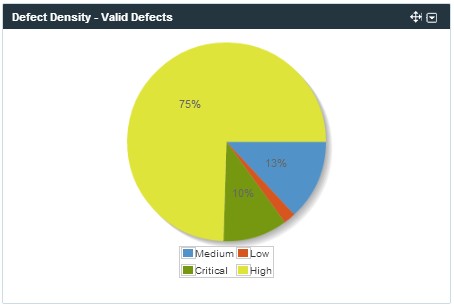 Defect Density - Valid Defects
75%
13%
10%
Medium Low
Critical High